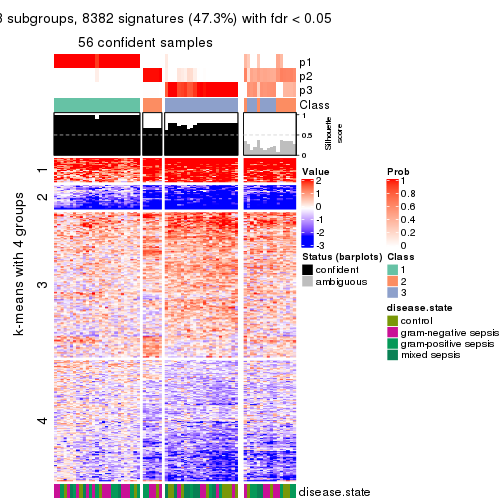 3 subgroups, 8382 signatures (47.3%) with fdr < 0.05
56 confident samples
p1
p2
p3
Class
1
0.5
0
Silhouette
score
k-means with 4 groups
1
2
3
4
disease.state
Value
2
1
0
-1
-2
-3
Prob
1
0.8
0.6
0.4
0.2
0
Status (barplots)
confident
ambiguous
Class
1
2
3
disease.state
control
gram-negative sepsis
gram-positive sepsis
mixed sepsis